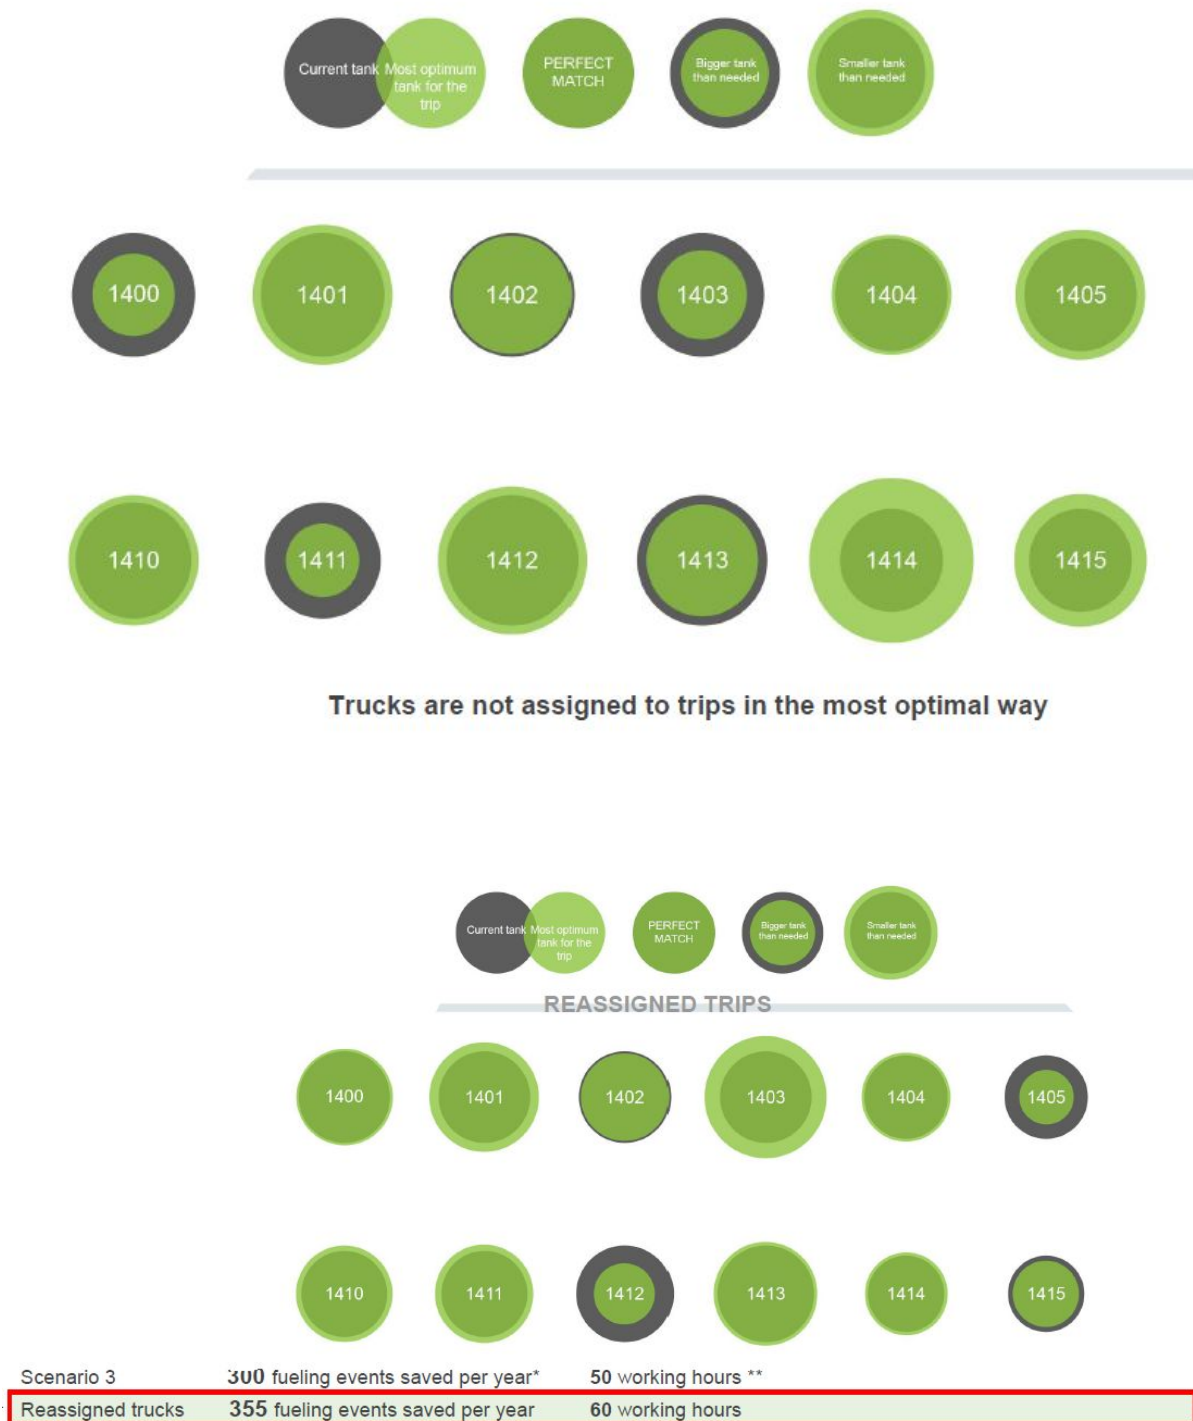 Current tank
Most optimum
tank for the
trip
PERFECT
MATCH
Bigger tank
than needed
Smaller tank
than needed
1400 1401 1402 1403 1404 1405
1410 1411 1412 1413 1414 1415
Trucks are not assigned to trips in the most optimal way
Current tank
Most optimum
tank for the
trip
PERFECT
MATCH
Bigger tank
than needed
Smaller tank
than needed
REASSIGNED TRIPS
1400 1401 1402 1403 1404 1405
1410 1411 1412 1413 1414 1415
Scenario 3 300 fueling events saved per year* 50 working hours **
Reassigned trucks 355 fueling events saved per year 60 working hours